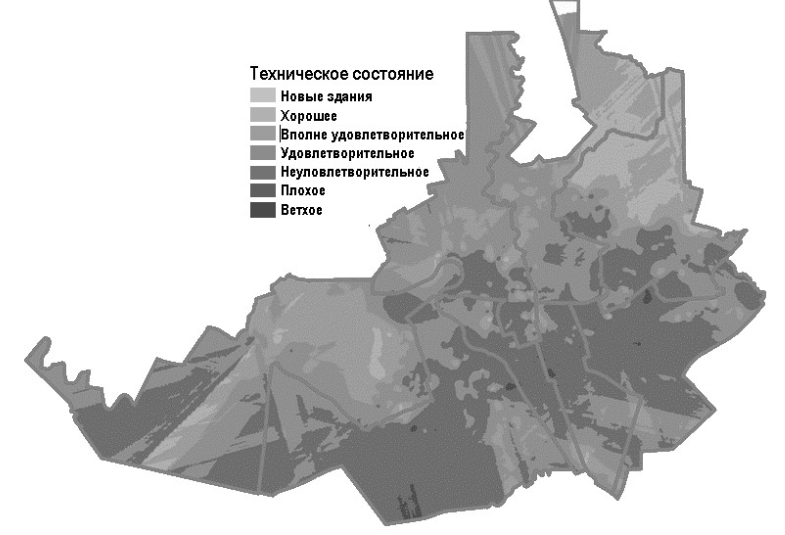 Техническое состояние
Новые здания
Хорошее
Вполне удовлетворительное
Удовлетворительное
Неуловлетворительное
Плохое
Ветхое